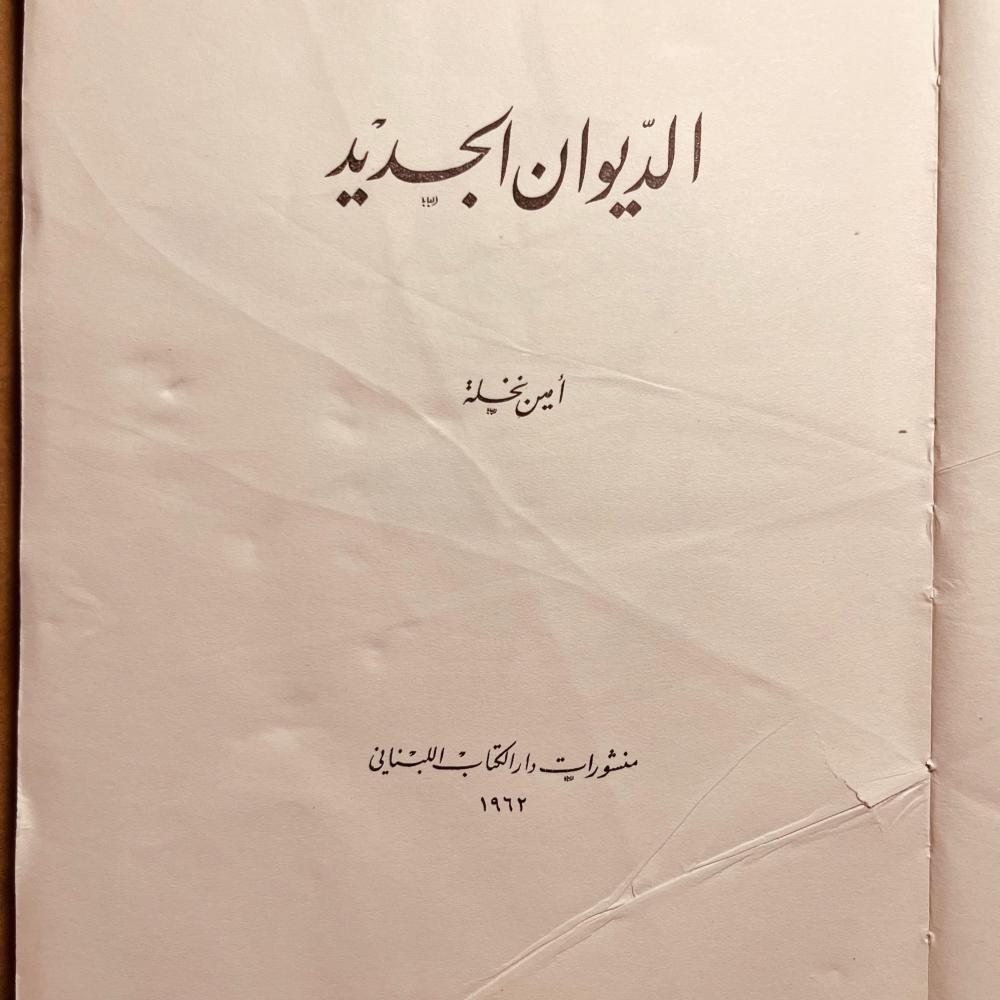 الدّيوان الجديد
أمين نخلة
منشورات دار الكتاب اللبناني
١٩٦٢